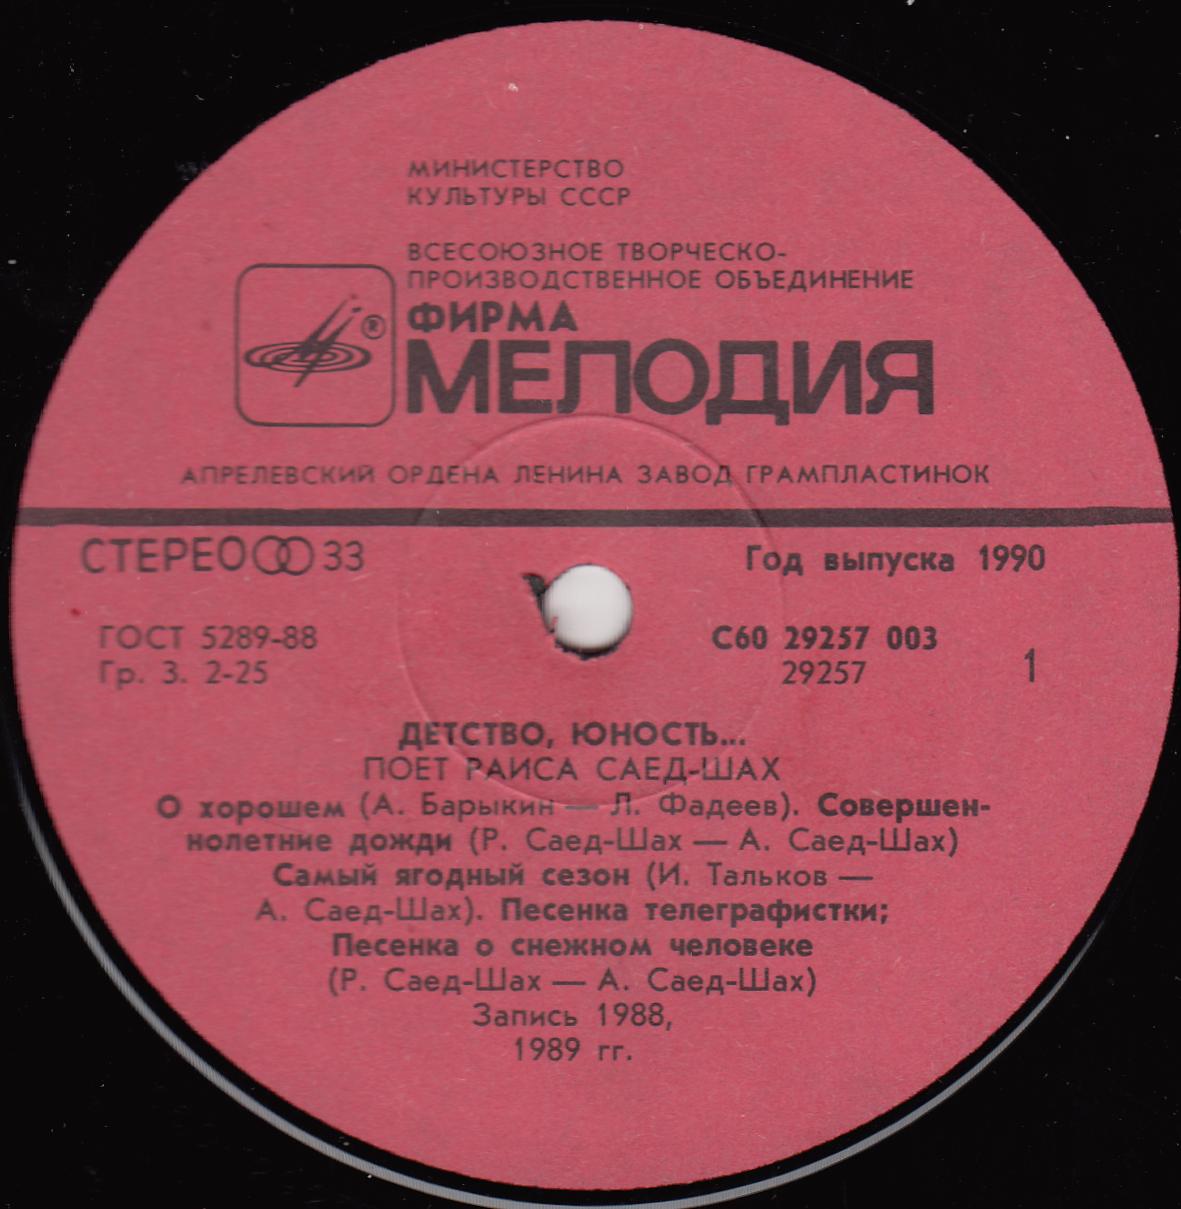 МИНИСТЕРСТВО
КУЛЬТУРЫ СССР
ВСЕСОЮЗНОЕ ТВОРЧЕСКО-
ПРОИЗВОДСТВЕННОЕ ОБЪЕДИНЕНИЕ
ФИРМА
®
МЕЛОДИЯ
АПРЕЛЕВСКИЙ ОРДЕНА ЛЕНИНА ЗАВОД ГРАМПЛАСТИНОК
СТЕРЕО 33
Год выпуска 1990
ГОСТ 5289-88
Гр. 3. 2-25
С60 29257 003
29257
1
ДЕТСТВО, ЮНОСТЬ...
ПОЕТ РАИСА САЕД-ШАХ
О хорошем (А. Барыкин — Л. Фадеев). Совершен-
нолетние дожди (Р. Саед-Шах — А. Саед-Шах)
Самый ягодный сезон (И. Тальков —
А. Саед-Шах). Песенка телеграфистки;
Песенка о снежном человеке
(Р. Саед-Шах — А. Саед-Шах)
Запись 1988,
1989 гг.